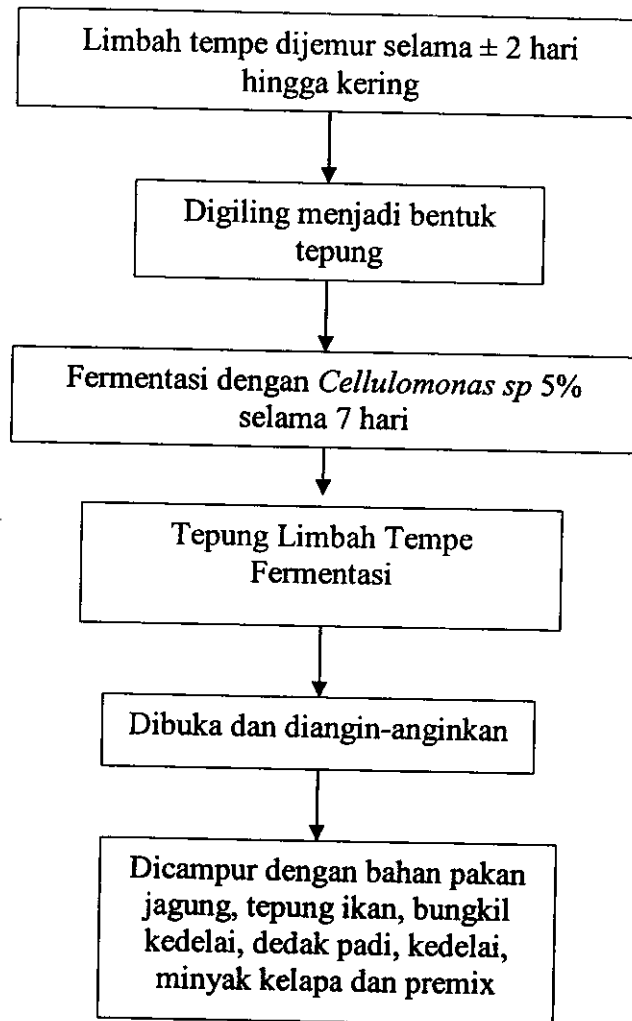 Limbah tempe dijemur selama ± 2 hari
hingga kering
Digiling menjadi bentuk
tepung
Fermentasi dengan Cellulomonas sp 5%
selama 7 hari
Tepung Limbah Tempe
Fermentasi
Dibuka dan diangin-anginkan
Dicampur dengan bahan pakan
jagung, tepung ikan, bungkil
kedelai, dedak padi, kedelai,
minyak kelapa dan premix